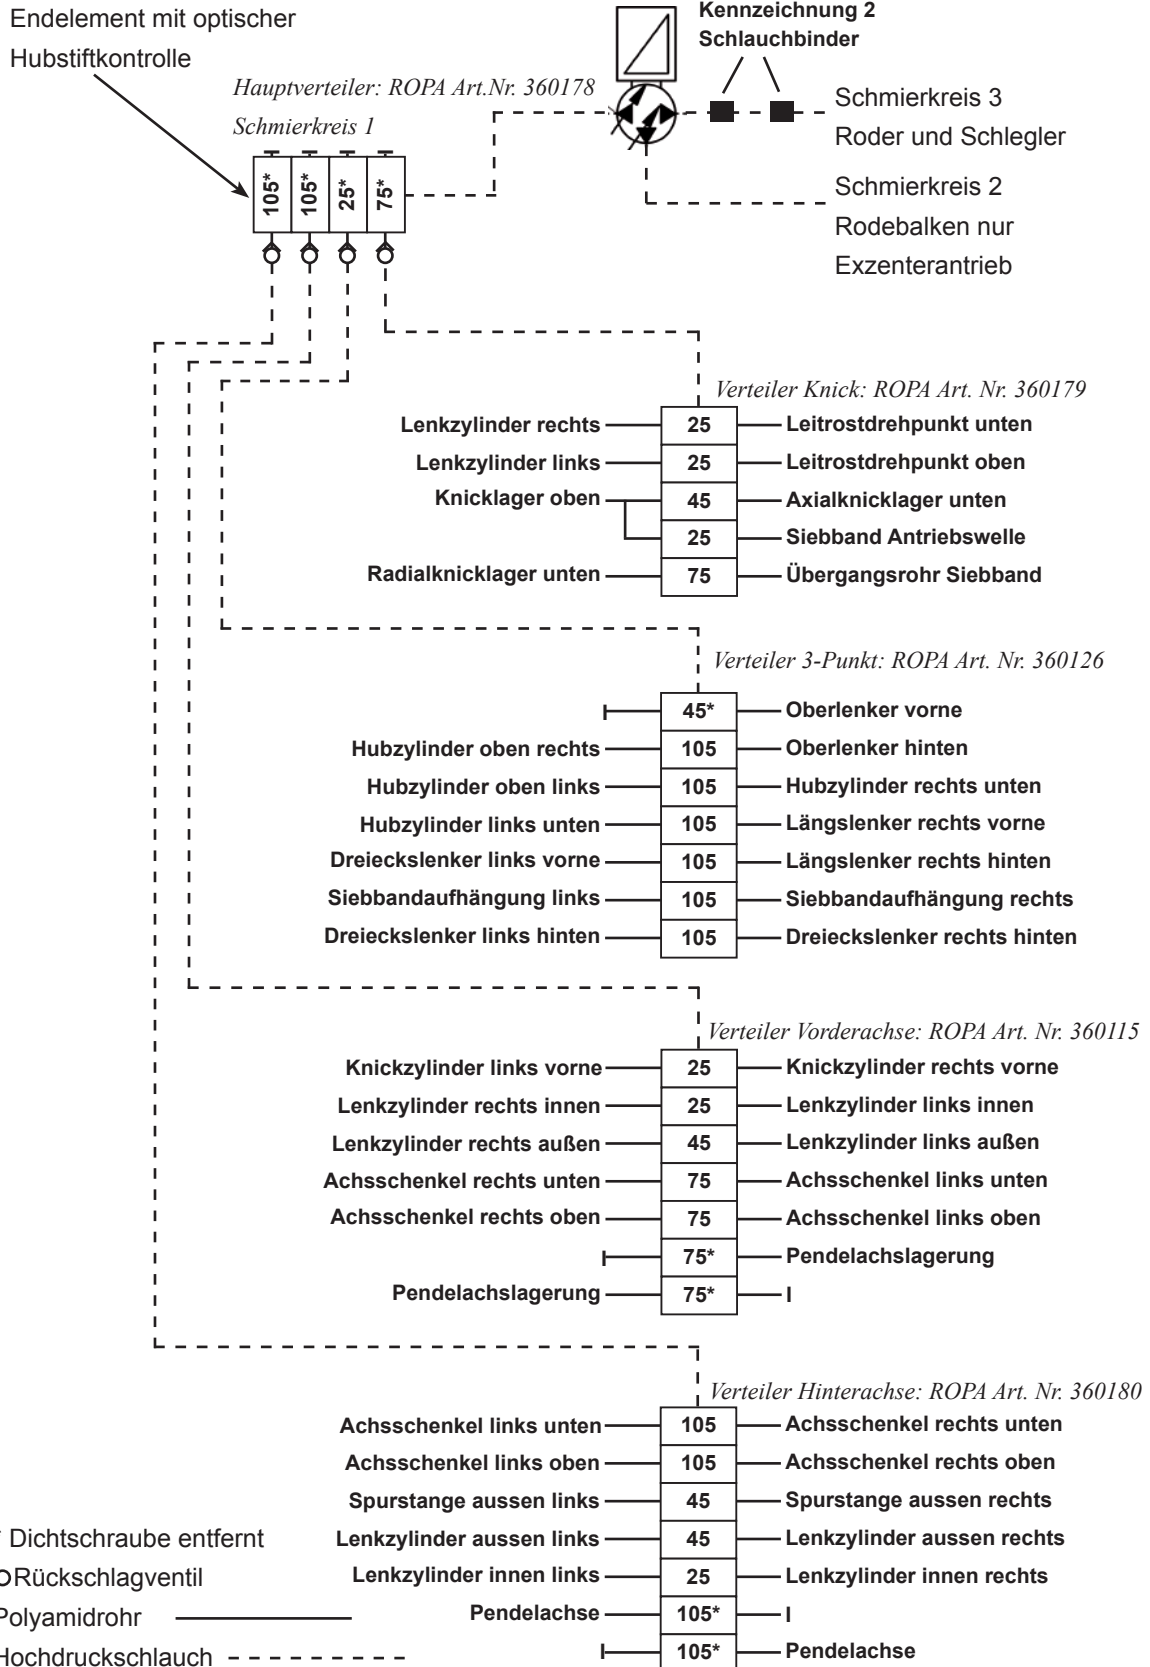 Endelement mit optischer
Hubstiftkontrolle
Kennzeichnung 2
Schlauchbinder
Hauptverteiler: ROPA Art.Nr. 360178
Schmierkreis 1
105* 105* 25* 75*
Schmierkreis 3
Roder und Schlegler
Schmierkreis 2
Rodebalken nur
Exzenterantrieb
Verteiler Knick: ROPA Art. Nr. 360179
Lenkzylinder rechts 25 Leitrostdrehpunkt unten
Lenkzylinder links 25 Leitrostdrehpunkt oben
Knicklager oben 45 Axialknicklager unten
25 Siebband Antriebswelle
Radialknicklager unten 75 Übergangsrohr Siebband
Verteiler 3-Punkt: ROPA Art. Nr. 360126
45* Oberlenker vorne
Hubzylinder oben rechts 105 Oberlenker hinten
Hubzylinder oben links 105 Hubzylinder rechts unten
Hubzylinder links unten 105 Längslenker rechts vorne
Dreieckslenker links vorne 105 Längslenker rechts hinten
Siebbandaufhängung links 105 Siebbandaufhängung rechts
Dreieckslenker links hinten 105 Dreieckslenker rechts hinten
Verteiler Vorderachse: ROPA Art. Nr. 360115
Knickzylinder links vorne 25 Knickzylinder rechts vorne
Lenkzylinder rechts innen 25 Lenkzylinder links innen
Lenkzylinder rechts außen 45 Lenkzylinder links außen
Achsschenkel rechts unten 75 Achsschenkel links unten
Achsschenkel rechts oben 75 Achsschenkel links oben
75* Pendelachslagerung
Pendelachslagerung 75* I
Verteiler Hinterachse: ROPA Art. Nr. 360180
Achsschenkel links unten 105 Achsschenkel rechts unten
Achsschenkel links oben 105 Achsschenkel rechts oben
Spurstange aussen links 45 Spurstange aussen rechts
Lenkzylinder aussen links 45 Lenkzylinder aussen rechts
Lenkzylinder innen links 25 Lenkzylinder innen rechts
Pendelachse 105* I
105* Pendelachse
* Dichtschraube entfernt
Rückschlagventil
Polyamidrohr
Hochdruckschlauch